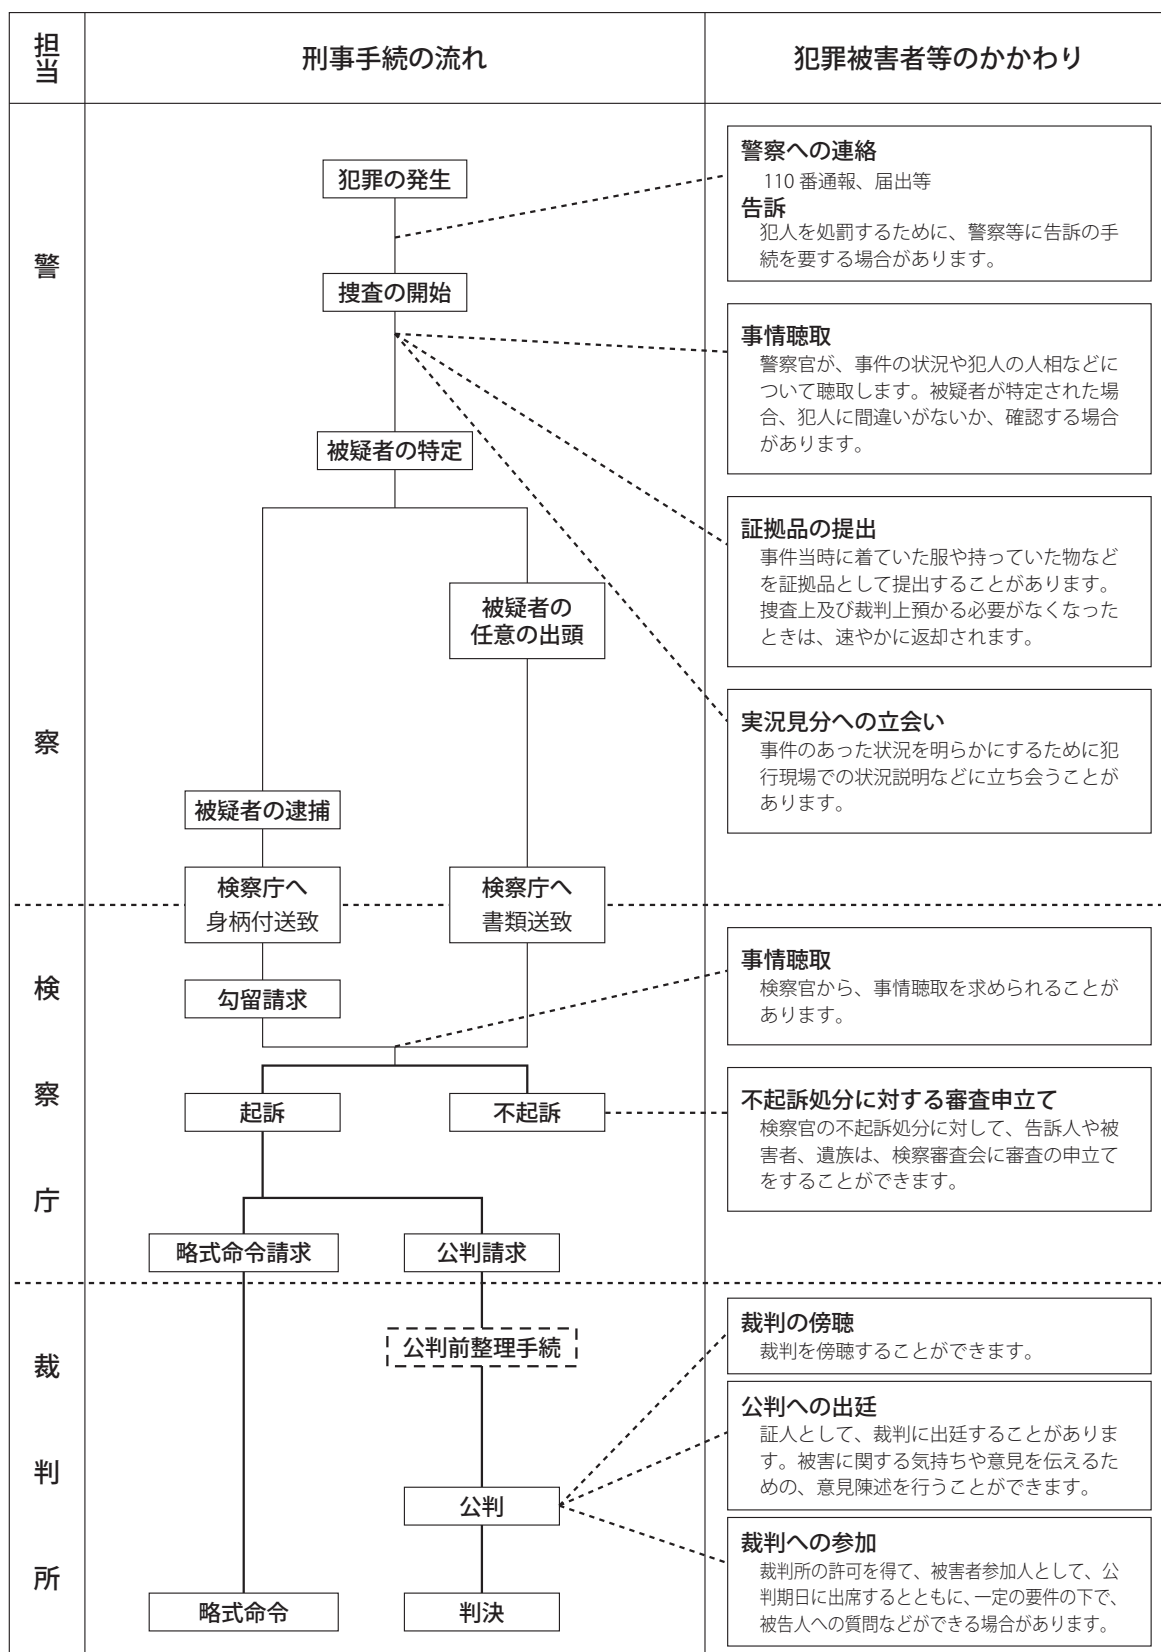 担当
刑事手続の流れ
犯罪被害者等のかかわり
警察
犯罪の発生
捜査の開始
被疑者の特定
被疑者の
任意の出頭
被疑者の逮捕
検察庁へ
身柄付送致
検察庁へ
書類送致
警察への連絡
110番通報、届出等
告訴
犯人を処罰するために、警察等に告訴の手
続を要する場合があります。
事情聴取
警察官が、事件の状況や犯人の人相などに
ついて聴取します。被疑者が特定された場
合、犯人に間違いがないか、確認する場合
があります。
証拠品の提出
事件当時に着ていた服や持っていた物など
を証拠品として提出することがあります。
捜査上及び裁判上預かる必要がなくなった
ときは、速やかに返却されます。
実況見分への立会い
事件のあった状況を明らかにするために犯
行現場での状況説明などに立ち会うことが
あります。
検察庁
勾留請求
起訴
不起訴
略式命令請求
公判請求
事情聴取
検察官から、事情聴取を求められることが
あります。
不起訴処分に対する審査申立て
検察官の不起訴処分に対して、告訴人や被
害者、遺族は、検察審査会に審査の申立て
をすることができます。
裁判所
公判前整理手続
公判
略式命令
判決
裁判の傍聴
裁判を傍聴することができます。
公判への出廷
証人として、裁判に出廷することがありま
す。被害に関する気持ちや意見を伝えるた
めの、意見陳述を行うことができます。
裁判への参加
裁判所の許可を得て、被害者参加人として、公
判期日に出席するとともに、一定の要件の下で、
被告人への質問などができる場合があります。